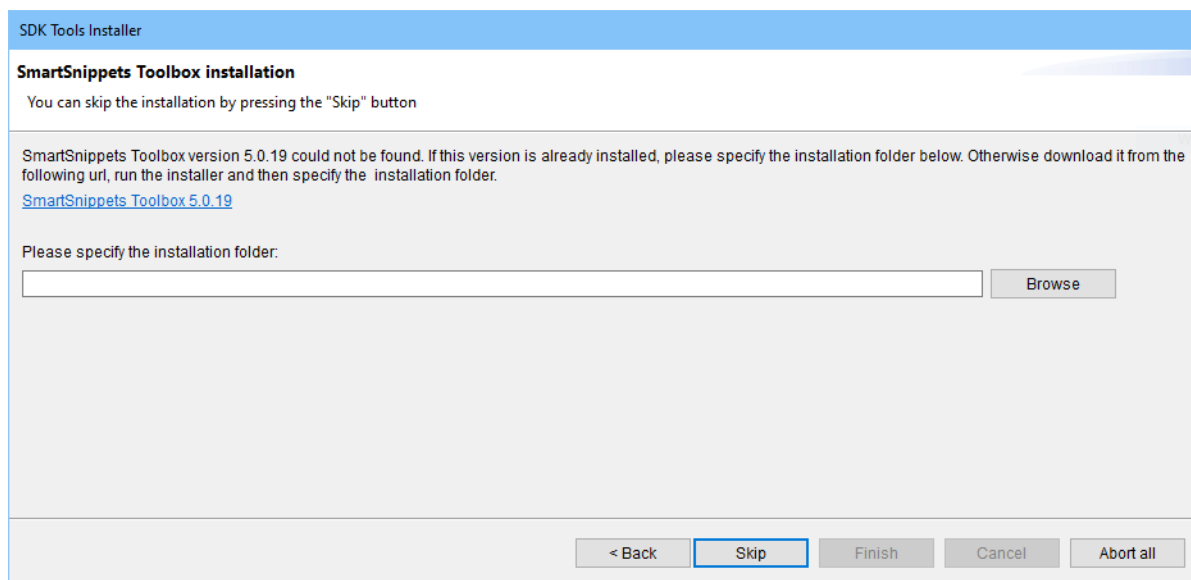 SDK Tools Installer
SmartSnippets Toolbox installation
You can skip the installation by pressing the "Skip" button
SmartSnippets Toolbox version 5.0.19 could not be found. If this version is already installed, please specify the installation folder below. Otherwise download it from the
following url, run the installer and then specify the  installation folder.
SmartSnippets Toolbox 5.0.19
Please specify the installation folder:
Browse
< Back Skip Finish Cancel Abort all